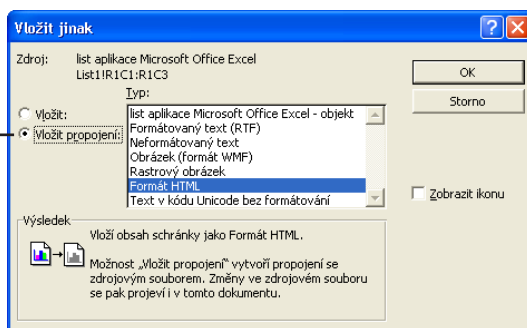 Vložit jinak
Zdroj: list aplikace Microsoft Office Excel
List1!R1C1:R1C3
Typ:
Vložit:
Vložit propojení:
list aplikace Microsoft Office Excel - objekt
Formátovaný text (RTF)
Neformátovaný text
Obrázek (formát WMF)
Rastrový obrázek
Formát HTML
Text v kódu Unicode bez formátování
OK
Storno
Zobrazit ikonu
Výsledek
Vloží obsah schránky jako Formát HTML.
Možnost „Vložit propojení" vytvoří propojení se
zdrojovým souborem. Změny ve zdrojovém souboru
se pak projeví i v tomto dokumentu.